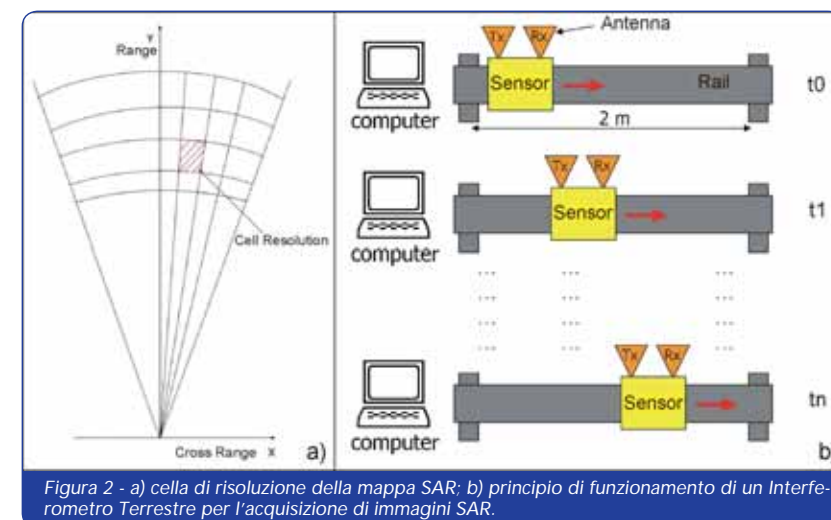 Y
Range
Cell Resolution
Cross Range X
a)
Tx Rx
Antenna
Sensor
Rail
t0
computer
2 m
Tx Rx
Sensor
t1
computer
Tx Rx
Sensor
tn
computer
b
Figura 2 - a) cella di risoluzione della mappa SAR; b) principio di funzionamento di un Interfe-
rometro Terrestre per l'acquisizione di immagini SAR.